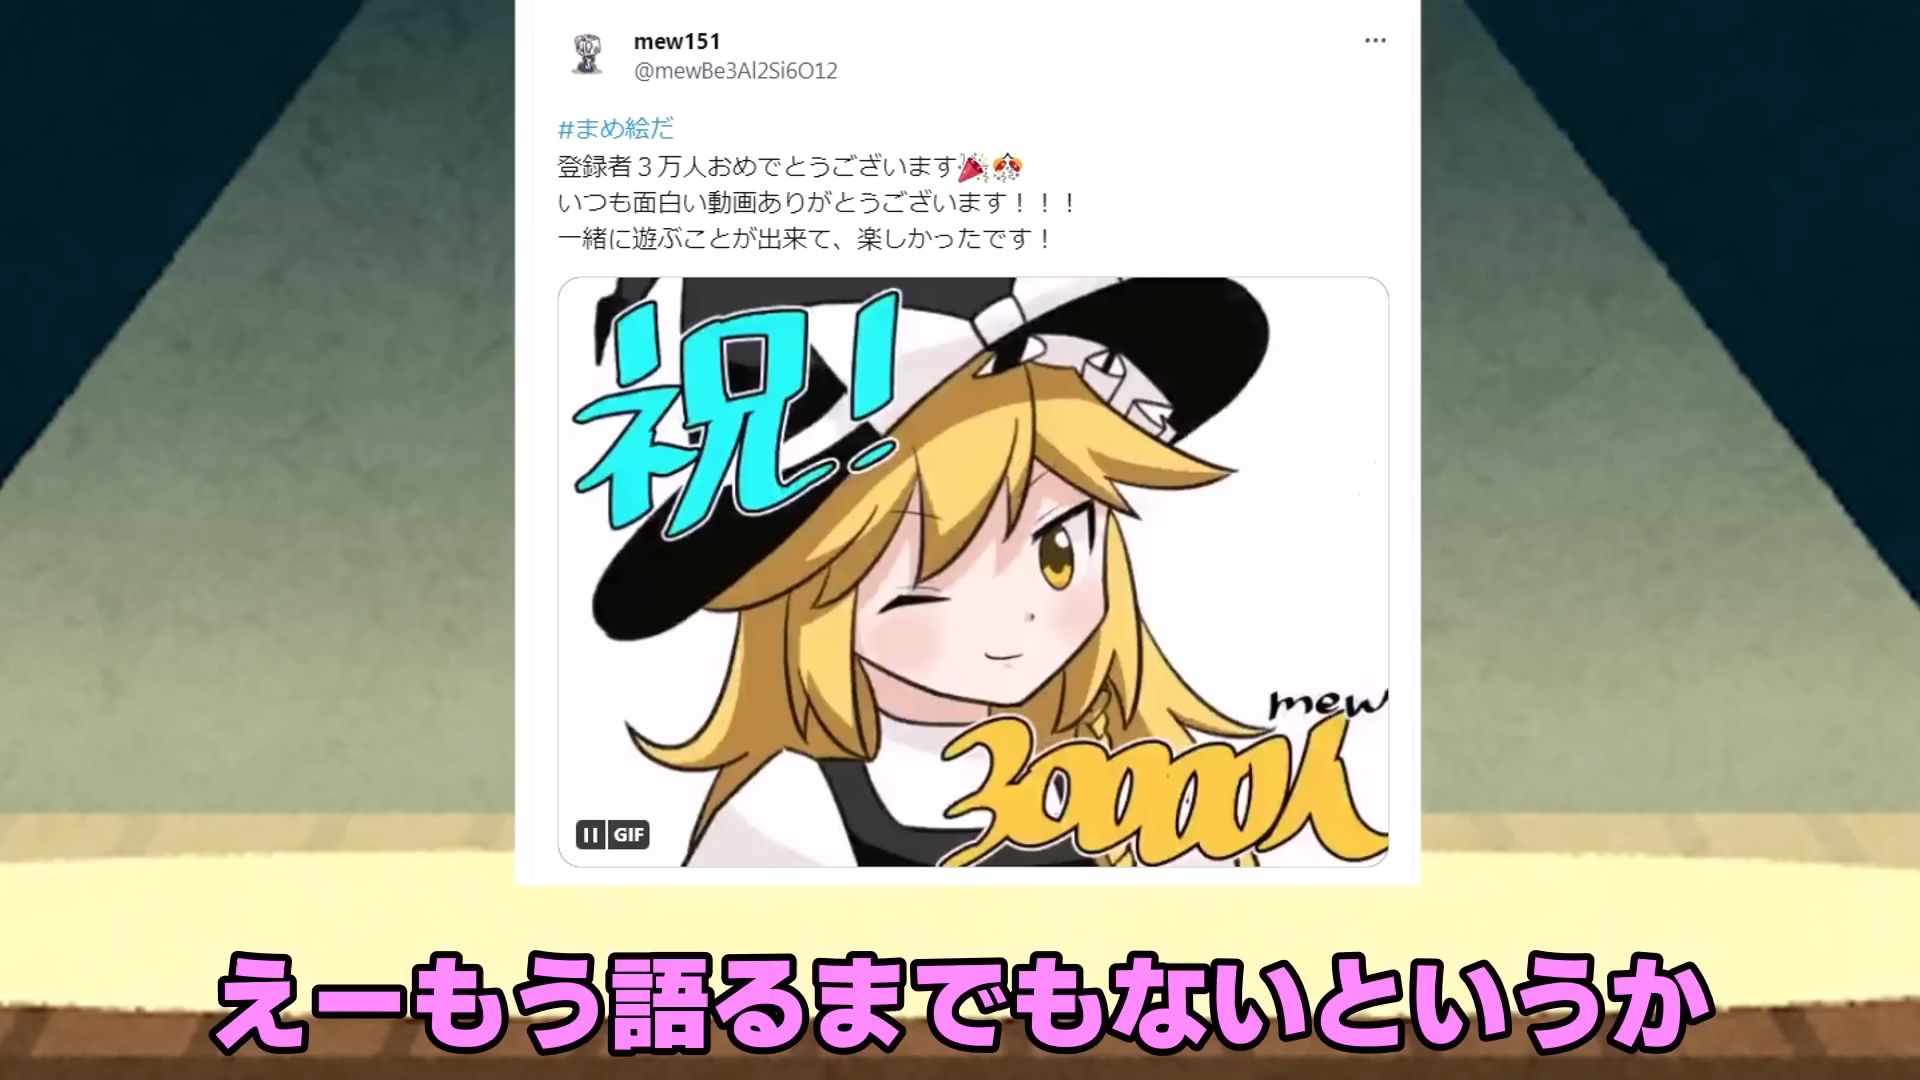 mew151
@mewBe3Al2Si6O12
#まめ絵だ
登録者３万人おめでとうございます🎉🎊
いつも面白い動画ありがとうございます！！！
一緒に遊ぶことが出来て、楽しかったです！
祝!
mew
30000人
GIF
えーもう語るまでもないというか